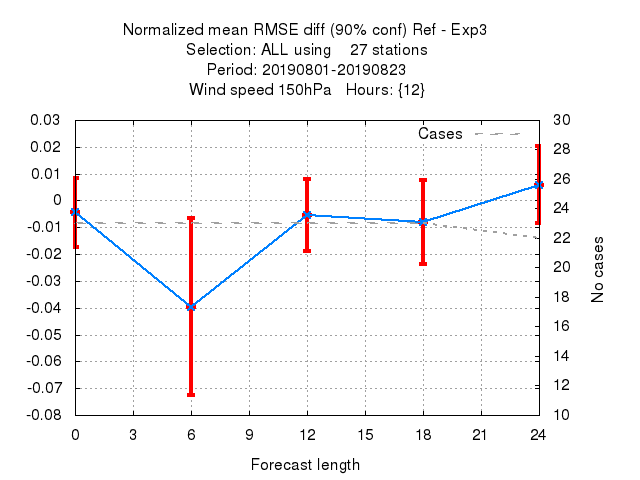 Normalized mean RMSE diff (90% conf) Ref - Exp3
Selection: ALL using    27 stations
Period: 20190801-20190823
Wind speed 150hPa   Hours: {12}
Cases
0.03
0.02
0.01
0
-0.01
-0.02
-0.03
-0.04
-0.05
-0.06
-0.07
-0.08
30
28
26
24
22
20
18
16
14
12
10
No cases
0 3 6 9 12 15 18 21 24
Forecast length